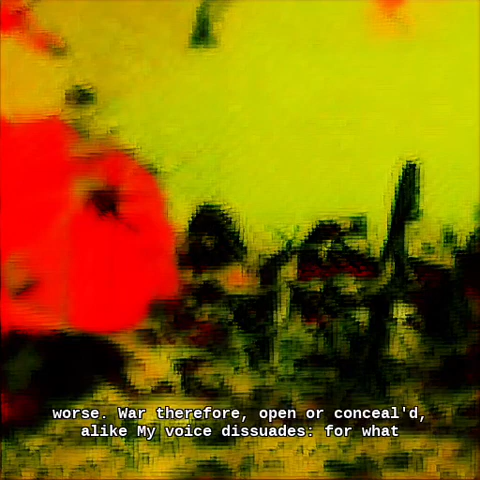 worse. War therefore, open or conceal'd,
alike My voice dissuades: for what